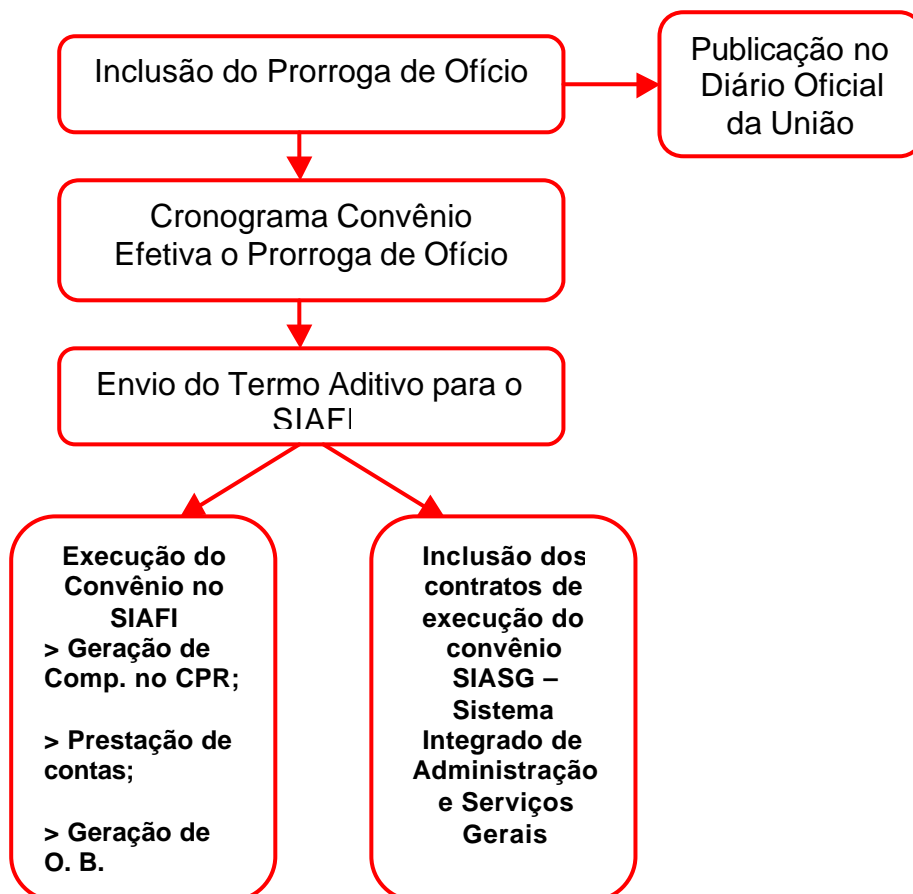 Inclusão do Prorroga de Ofício
Publicação no
Diário Oficial
da União
Cronograma Convênio
Efetiva o Prorroga de Ofício
Envio do Termo Aditivo para o
SIAFI
Execução do
Convênio no
SIAFI
> Geração de
Comp. no CPR;
> Prestação de
contas;
> Geração de
O. B.
Inclusão dos
contratos de
execução do
convênio
SIASG –
Sistema
Integrado de
Administração
e Serviços
Gerais